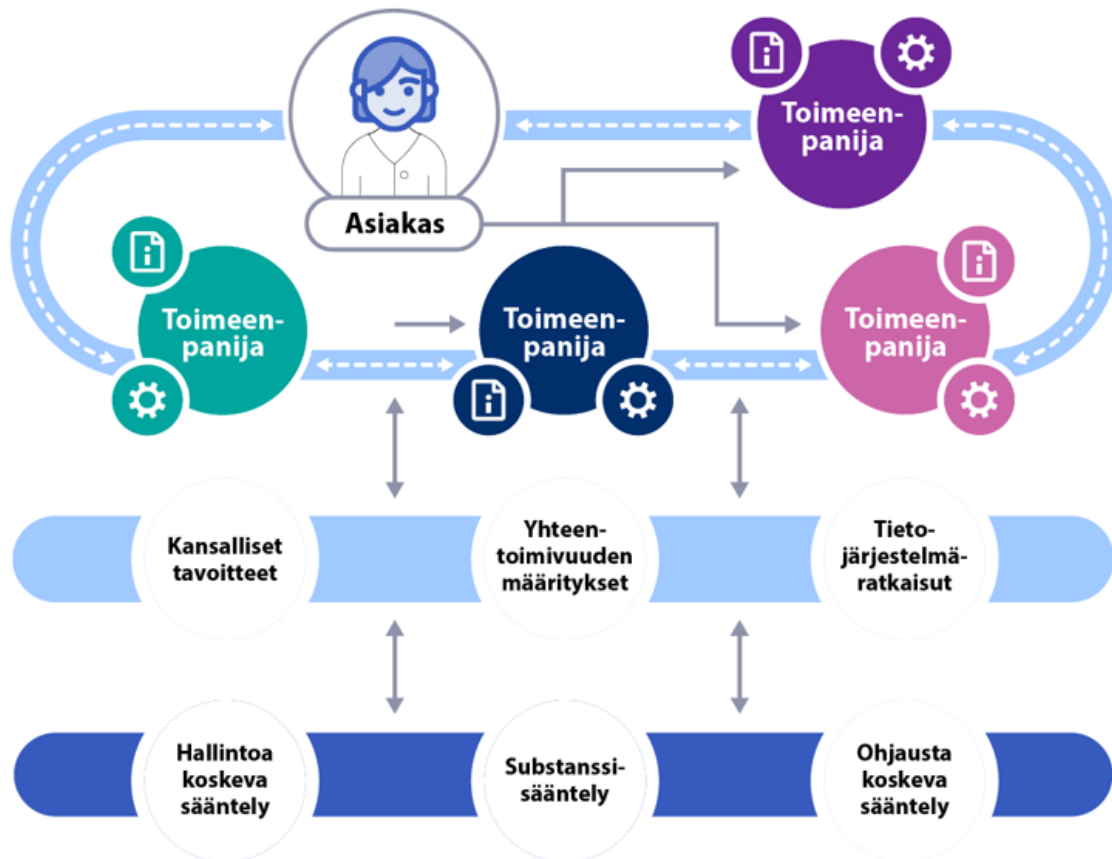 Toimeen-
panija
Asiakas
Toimeen-
panija
Toimeen-
panija
Toimeen-
panija
Kansalliset
tavoitteet
Yhteen-
toimivuuden
määritykset
Tieto-
järjestelmä-
ratkaisut
Hallintoa
koskeva
sääntely
Substanssi-
sääntely
Ohjausta
koskeva
sääntely